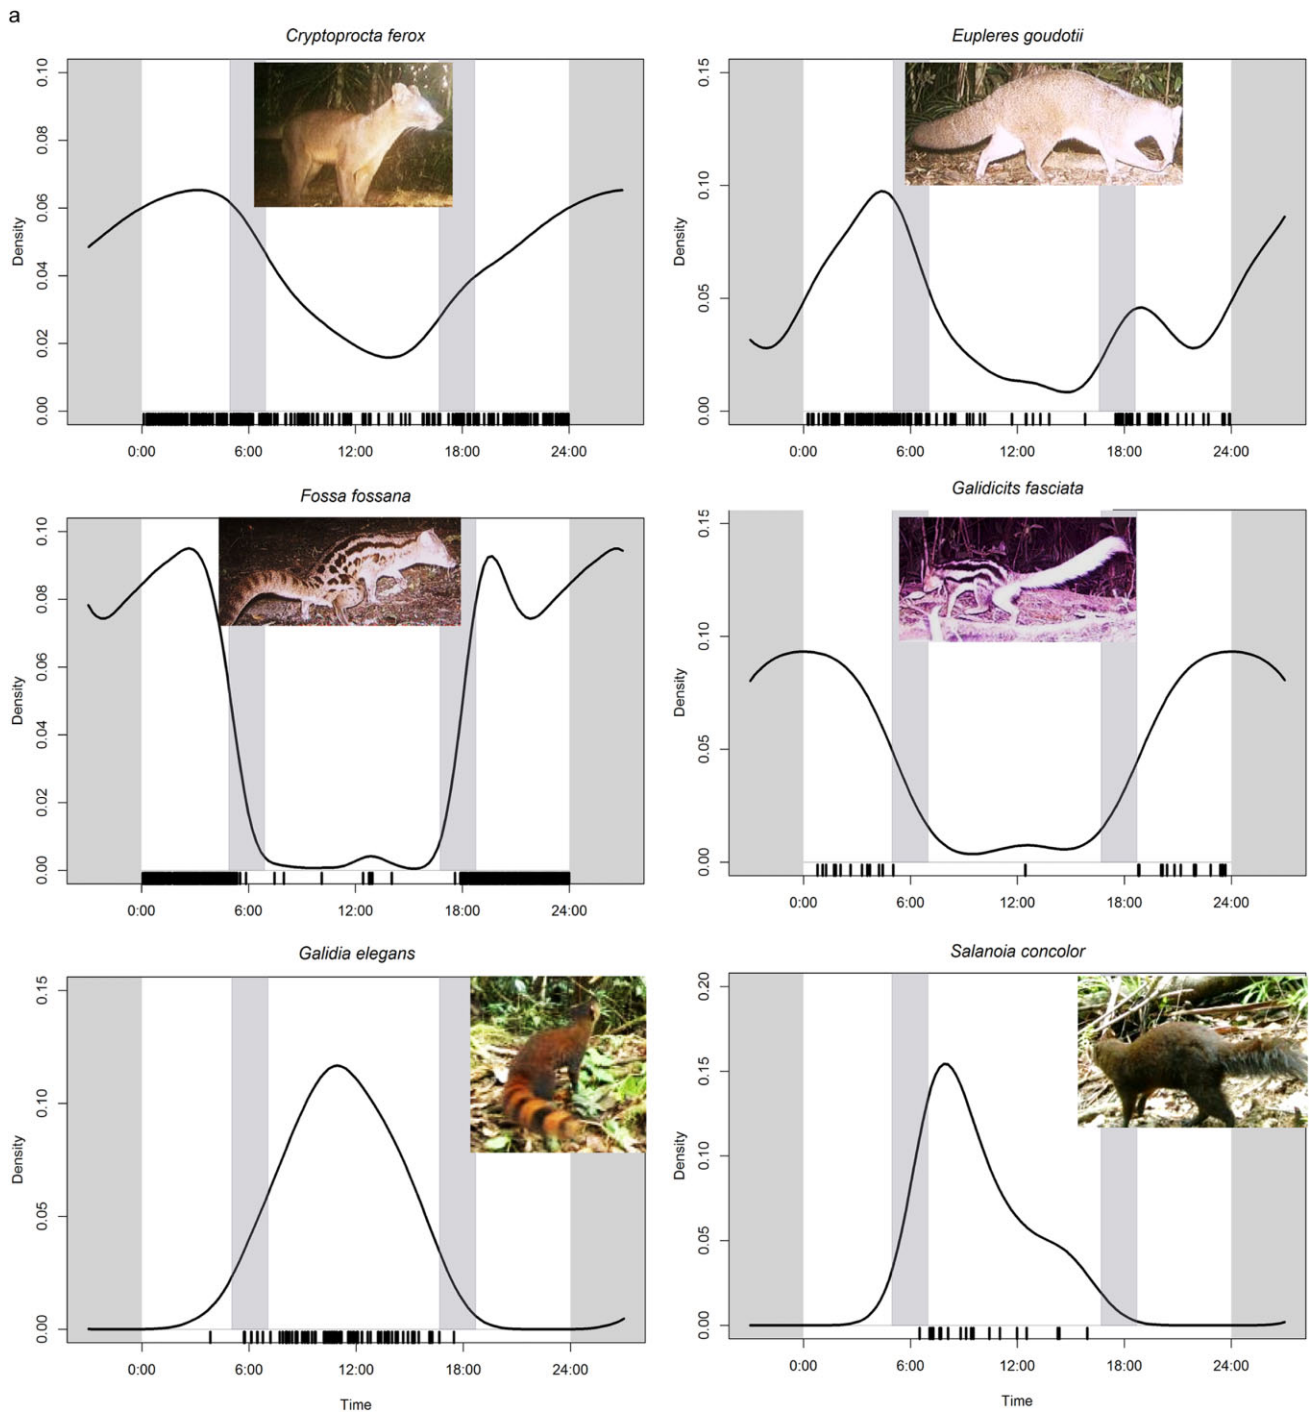 a
Cryptoprocta ferox
0.10
0.08
0.06
0.04
0.02
0.00
Density
0:00 6:00 12:00 18:00 24:00
Eupleres goudotii
0.15
0.10
0.05
0.00
Density
0:00 6:00 12:00 18:00 24:00
Fossa fossana
0.10
0.08
0.06
0.04
0.02
0.00
Density
0:00 6:00 12:00 18:00 24:00
Galidicits fasciata
0.15
0.10
0.05
0.00
Density
0:00 6:00 12:00 18:00 24:00
Galidia elegans
0.15
0.10
0.05
0.00
Density
0:00 6:00 12:00 18:00 24:00
Time
Salanoia concolor
0.20
0.15
0.10
0.05
0.00
Density
0:00 6:00 12:00 18:00 24:00
Time